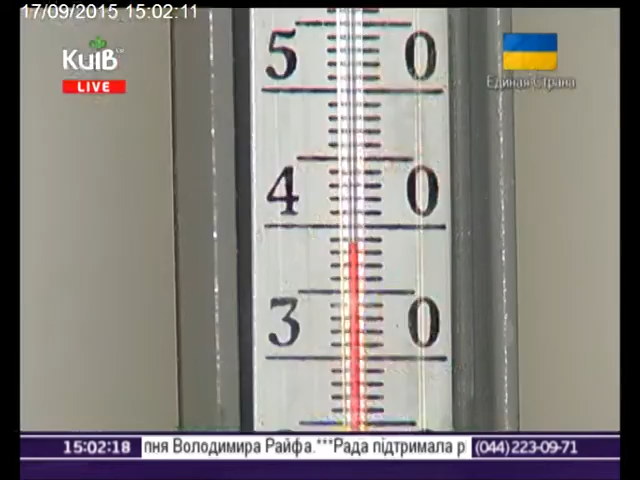 17/09/2015 15:02:11
КиїВ
LIVE
Единая Страна
5 0
4 0
3 0
15:02:18 пня Володимира Райфа.***Рада підтримала р (044)223-09-71